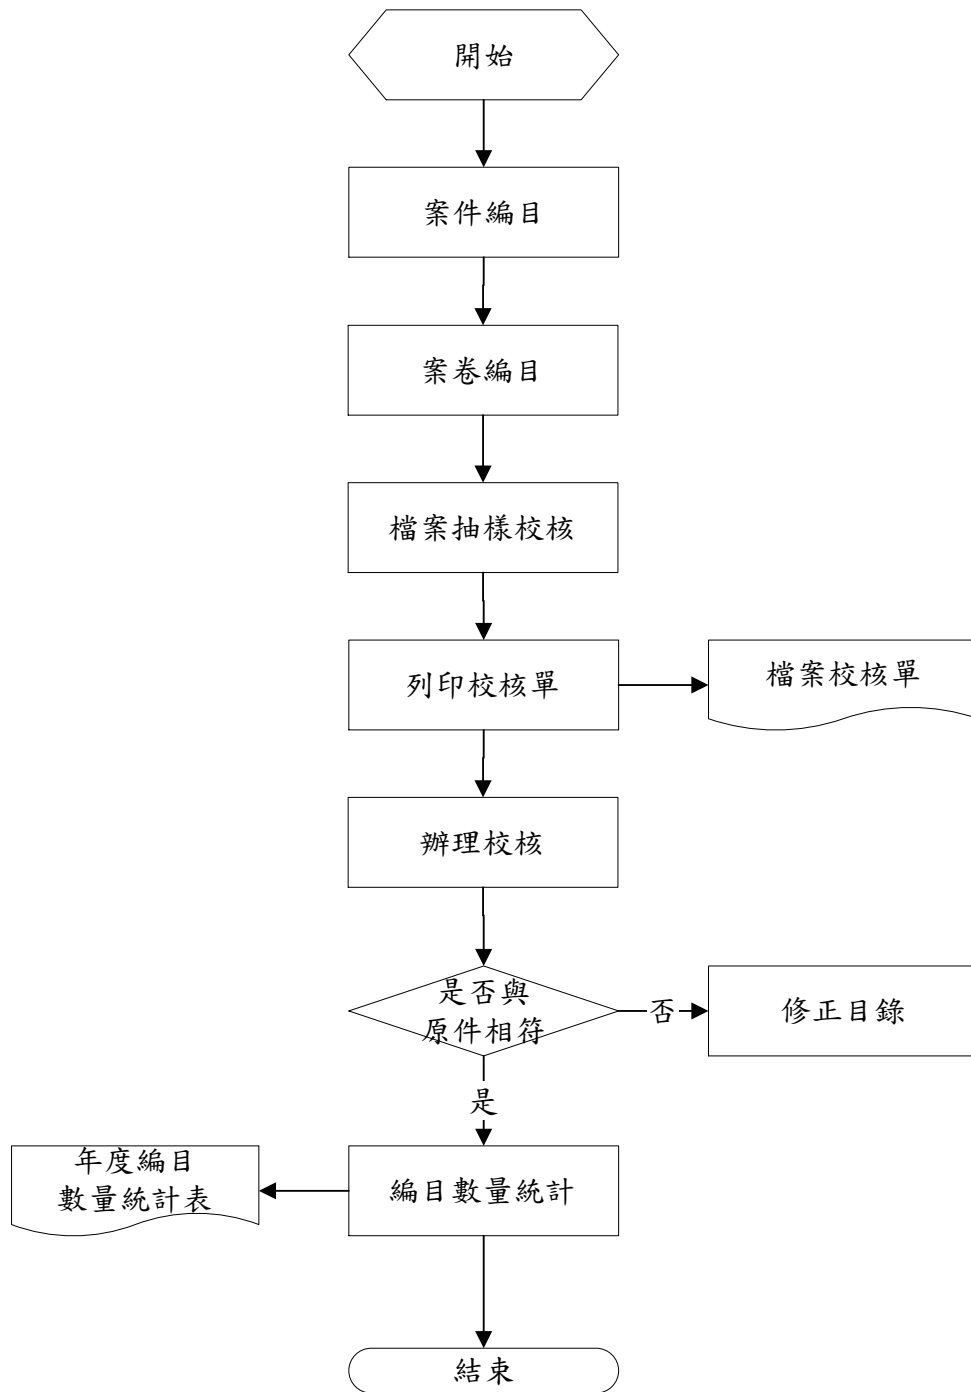 開始
案件編目
案卷編目
檔案抽樣校核
列印校核單
檔案校核單
辦理校核
是否與
原件相符
否
修正目錄
是
年度編目
數量統計表
編目數量統計
結束